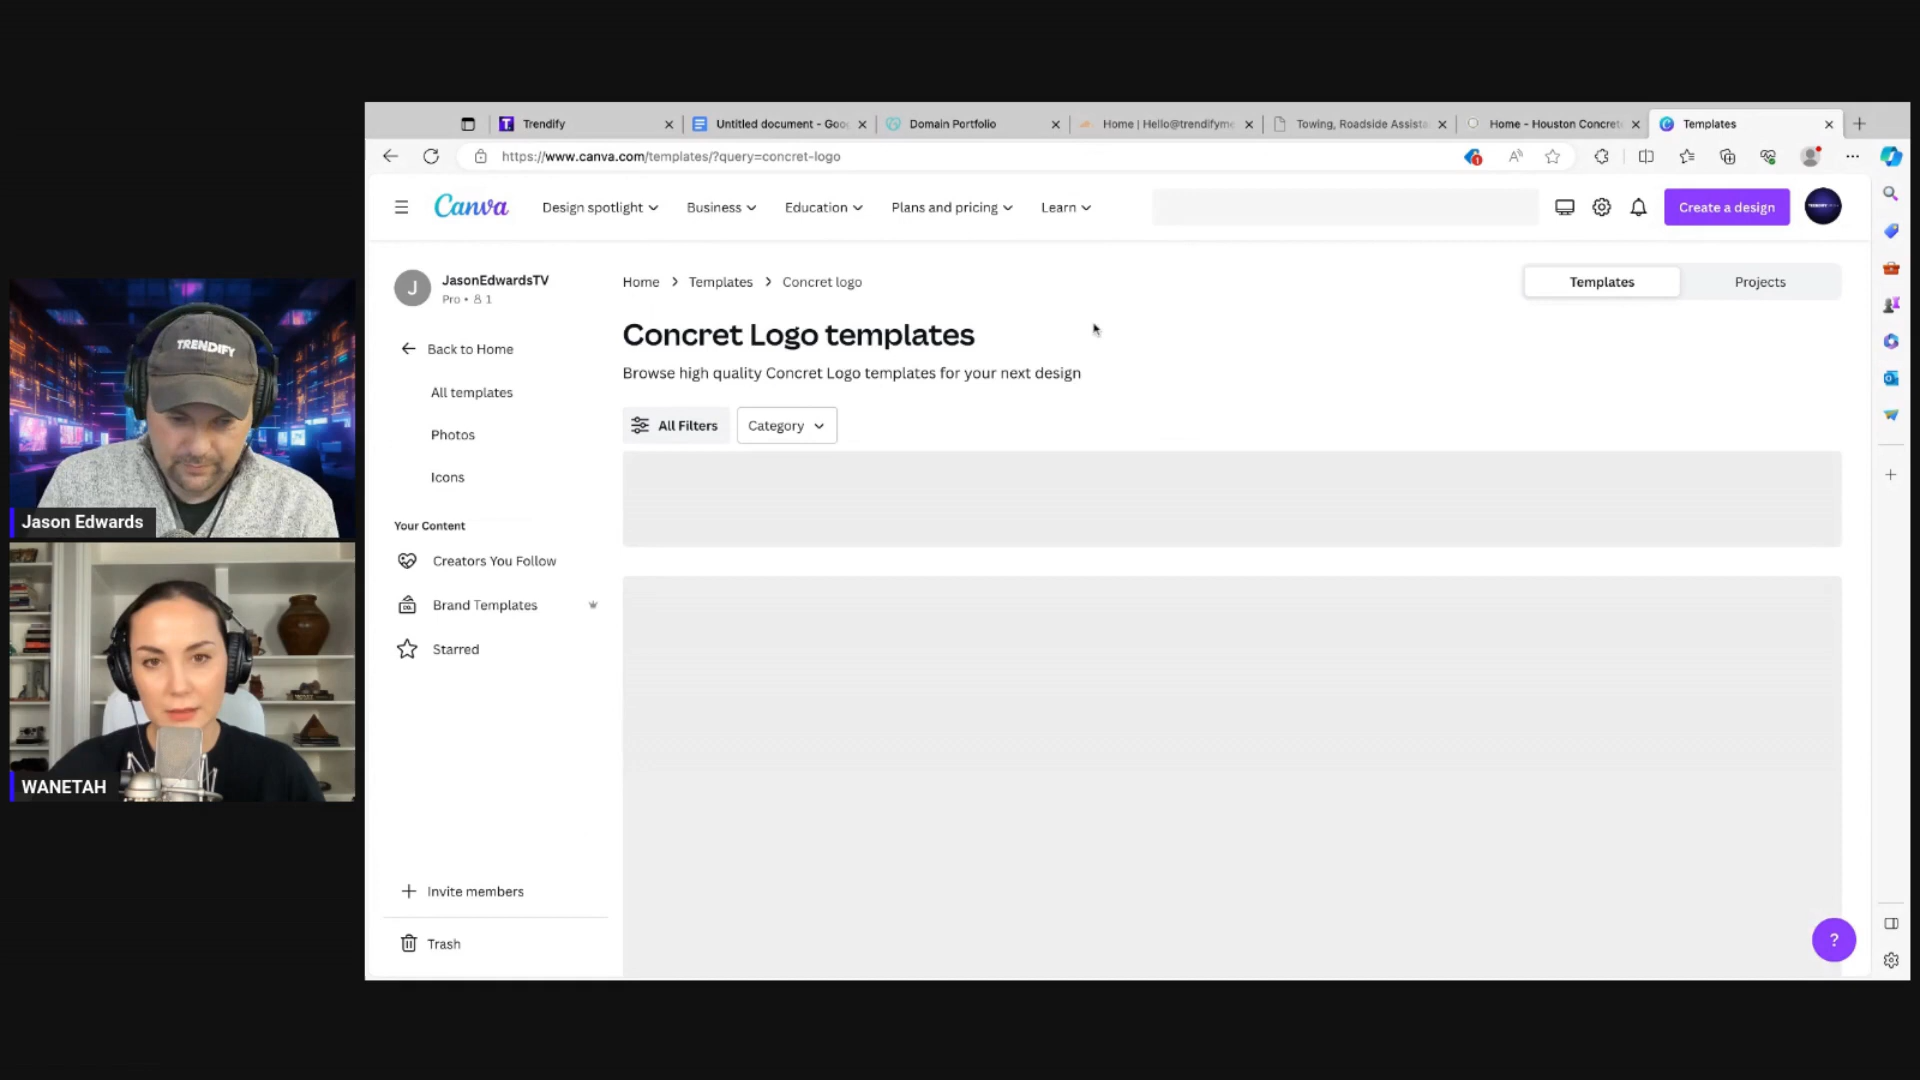 Trendify
Untitled document - Goo
Domain Portfolio
Home | Hello@trendifyme
Towing, Roadside Assista
Home - Houston Concrete
Templates
https://www.canva.com/templates/?query=concret-logo
1
Canva
Design spotlight
Business
Education
Plans and pricing
Learn
Create a design
J
JasonEdwardsTV
Pro • 1
Home > Templates > Concret logo
Templates
Projects
Concret Logo templates
Browse high quality Concret Logo templates for your next design
Back to Home
All templates
Photos
Icons
All Filters
Category
Your Content
Creators You Follow
Brand Templates
Starred
Invite members
Trash
?
TRENDIFY
Jason Edwards
WANETAH